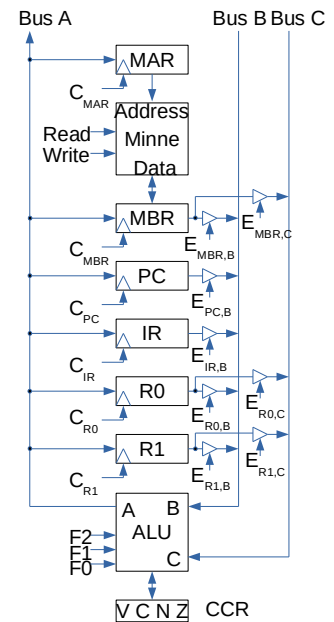 Bus A Bus B Bus C
MAR
C_MAR
Address
Read Minne
Write
Data
MBR
C_MBR E_MBR,B E_MBR,C
PC
C_PC E_PC,B
IR
C_IR E_IR,B
R0
C_R0 E_R0,B E_R0,C
R1
C_R1 E_R1,B E_R1,C
A B
F2 ALU
F1
F0 C
V C N Z CCR